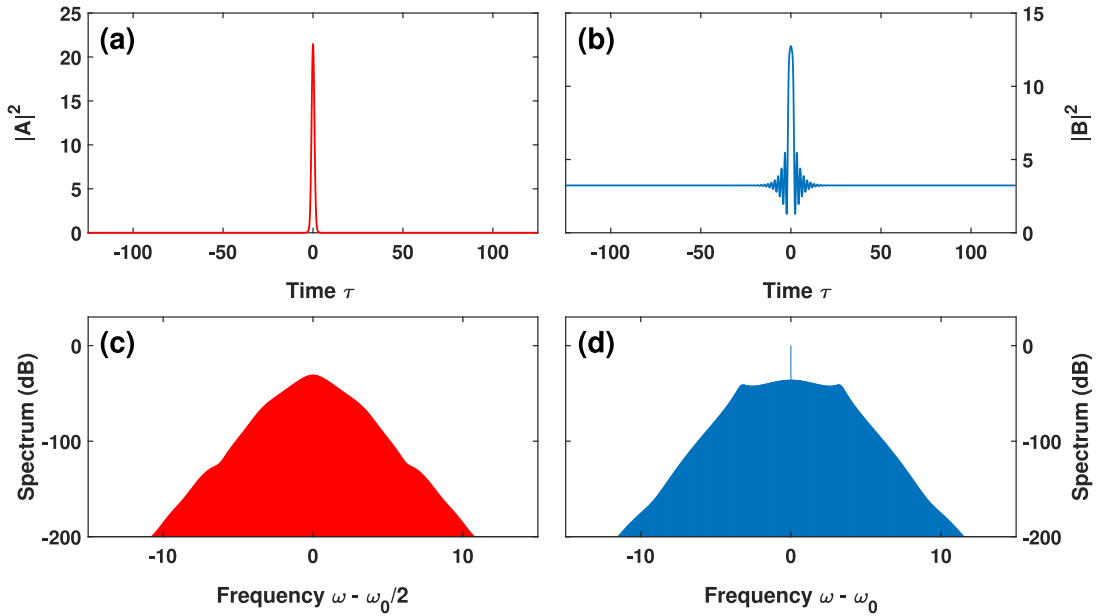 (a)
25
20
15
10
5
0
|A|²
-100 -50 0 50 100
Time τ
(b)
15
10
5
0
|B|²
-100 -50 0 50 100
Time τ
(c)
0
-100
-200
Spectrum (dB)
-10 0 10
Frequency ω - ω₀/2
(d)
0
-100
-200
Spectrum (dB)
-10 0 10
Frequency ω - ω₀